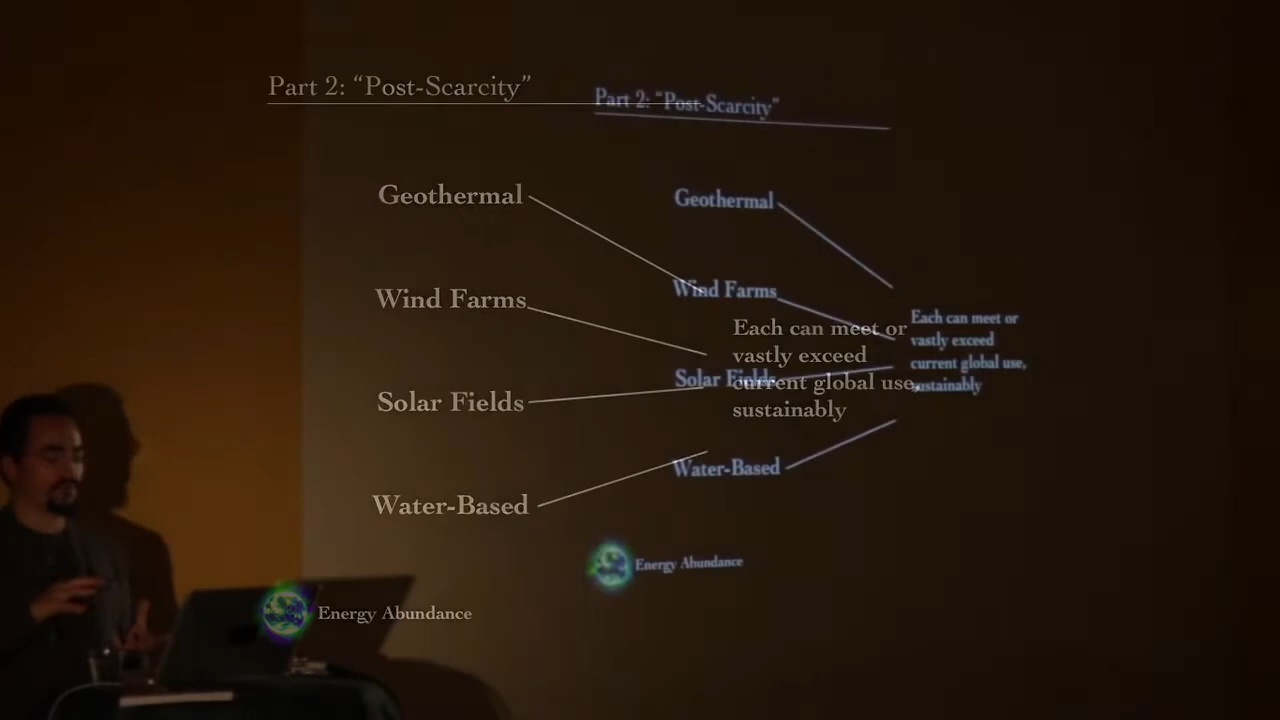 Part 2: “Post-Scarcity”
Geothermal
Wind Farms
Solar Fields
Water-Based
Each can meet or
vastly exceed
current global use,
sustainably
Energy Abundance
Part 2: “Post-Scarcity”
Geothermal
Wind Farms
Solar Fields
Water-Based
Each can meet or
vastly exceed
current global use,
sustainably
Energy Abundance